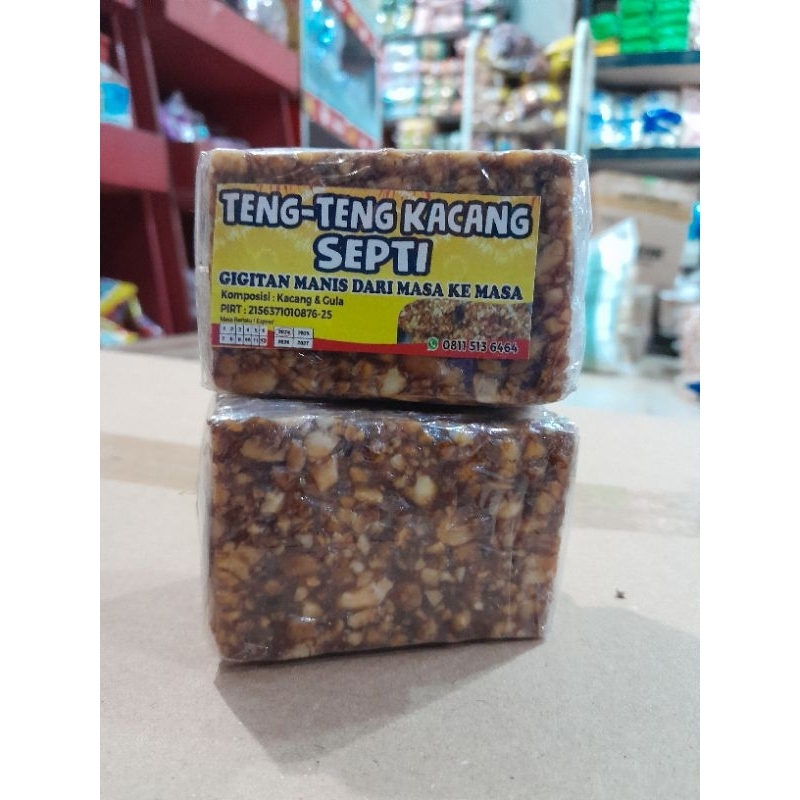 TENG-TENG KACANG
SEPTI
GIGITAN MANIS DARI MASA KE MASA
Komposisi : Kacang & Gula
PIRT : 2156371010876-25
0811 513 6464